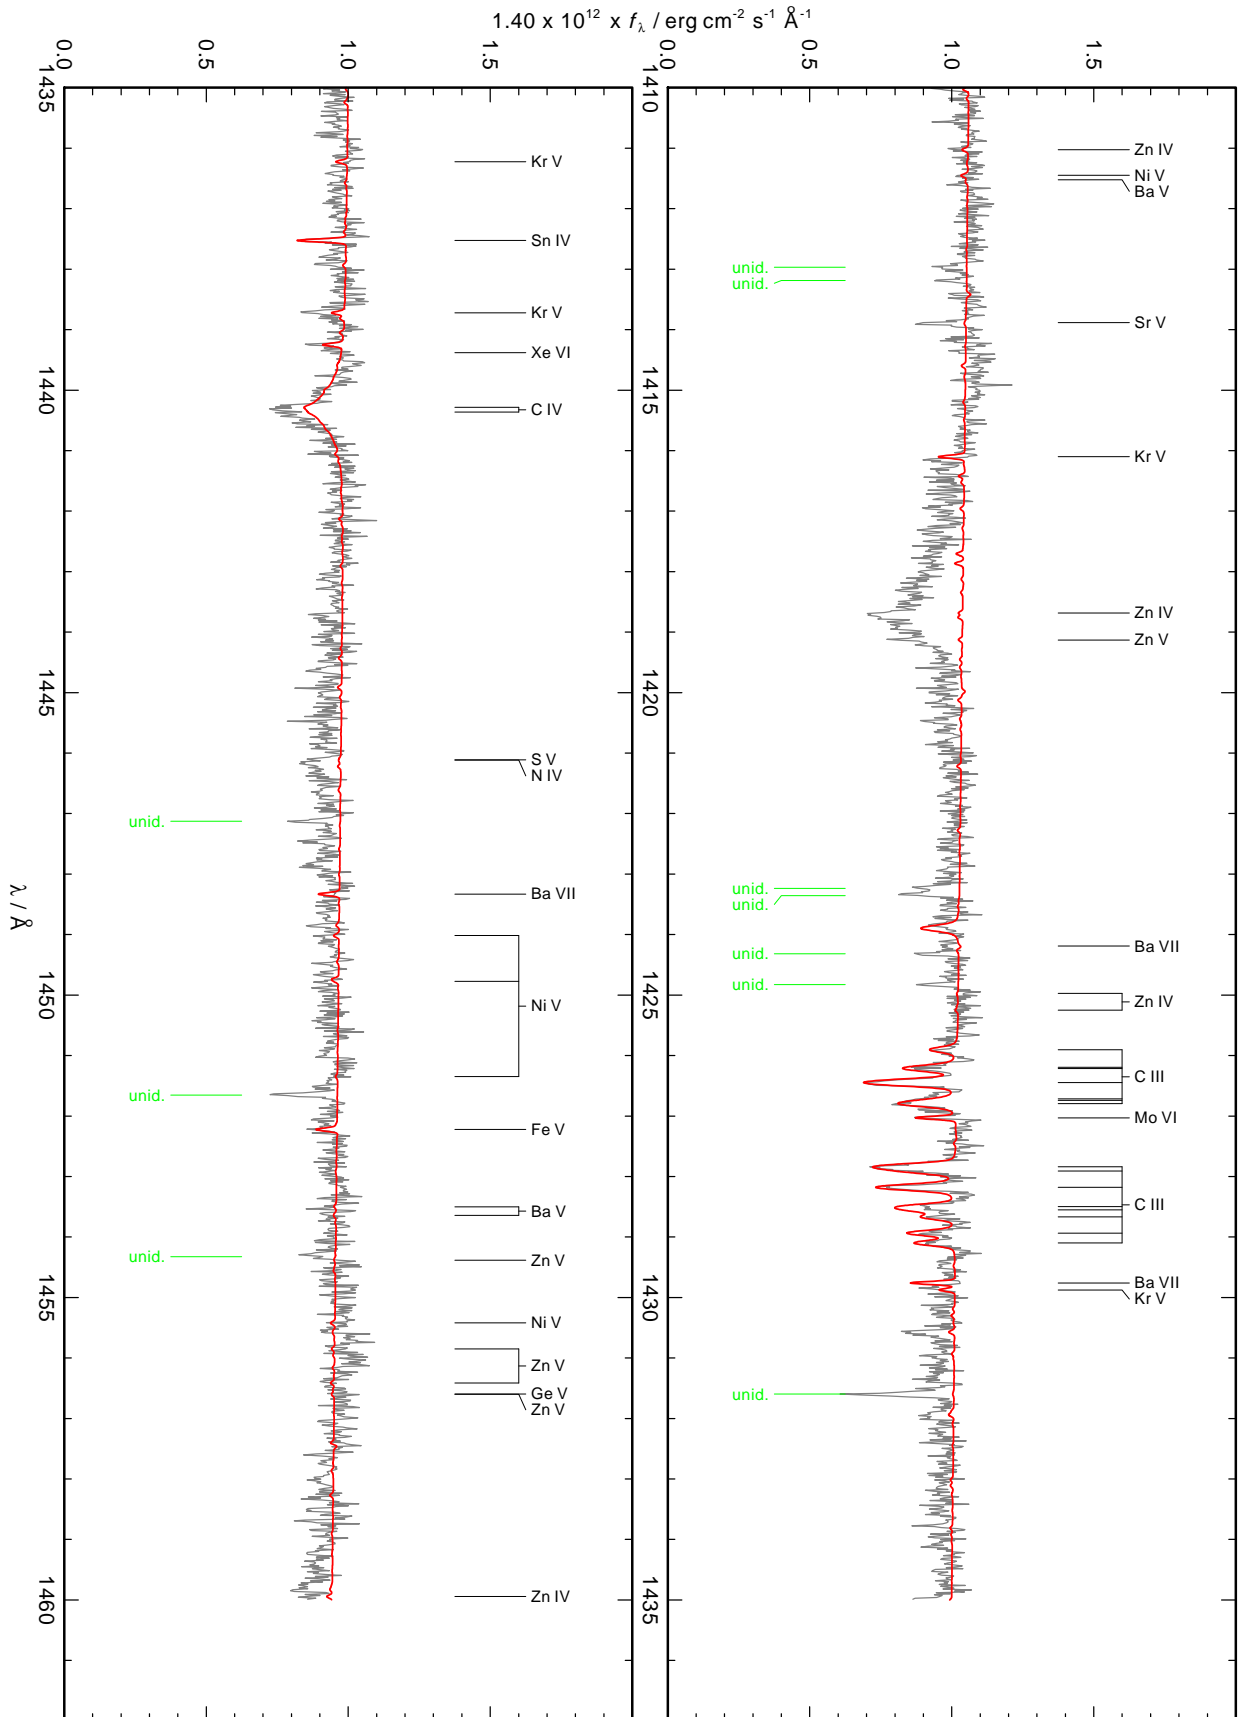 1.40 x 10¹² x f_λ / erg cm⁻² s⁻¹ Å⁻¹
0.0
0.5
1.0
1.5
0.0
0.5
1.0
1.5
1435
1440
1445
1450
1455
1460
λ / Å
Kr V
Sn IV
Kr V
Xe VI
C IV
S V
N IV
unid.
Ba VII
Ni V
unid.
Fe V
Ba V
unid.
Zn V
Ni V
Zn V
Ge V
Zn V
Zn IV
1410
1415
1420
1425
1430
1435
Zn IV
Ni V
Ba V
unid.
unid.
Sr V
Kr V
Zn IV
Zn V
unid.
unid.
Ba VII
unid.
unid.
Zn IV
C III
Mo VI
C III
Ba VII
Kr V
unid.